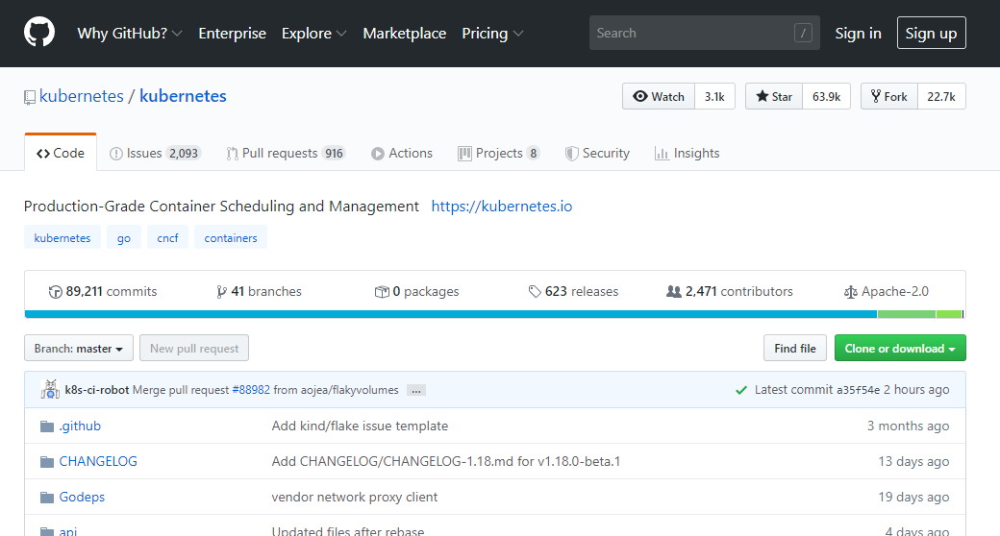 Why GitHub? Enterprise Explore Marketplace Pricing Search / Sign in Sign up
kubernetes / kubernetes Watch 3.1k Star 63.9k Fork 22.7k
Code Issues 2,093 Pull requests 916 Actions Projects 8 Security Insights
Production-Grade Container Scheduling and Management https://kubernetes.io
kubernetes go cncf containers
89,211 commits 41 branches 0 packages 623 releases 2,471 contributors Apache-2.0
Branch: master New pull request Find file Clone or download
k8s-ci-robot Merge pull request #88982 from aojea/flakyvolumes … Latest commit a35f54e 2 hours ago
.github Add kind/flake issue template 3 months ago
CHANGELOG Add CHANGELOG/CHANGELOG-1.18.md for v1.18.0-beta.1 13 days ago
Godeps vendor network proxy client 19 days ago
api Updated files after rebase 4 days ago